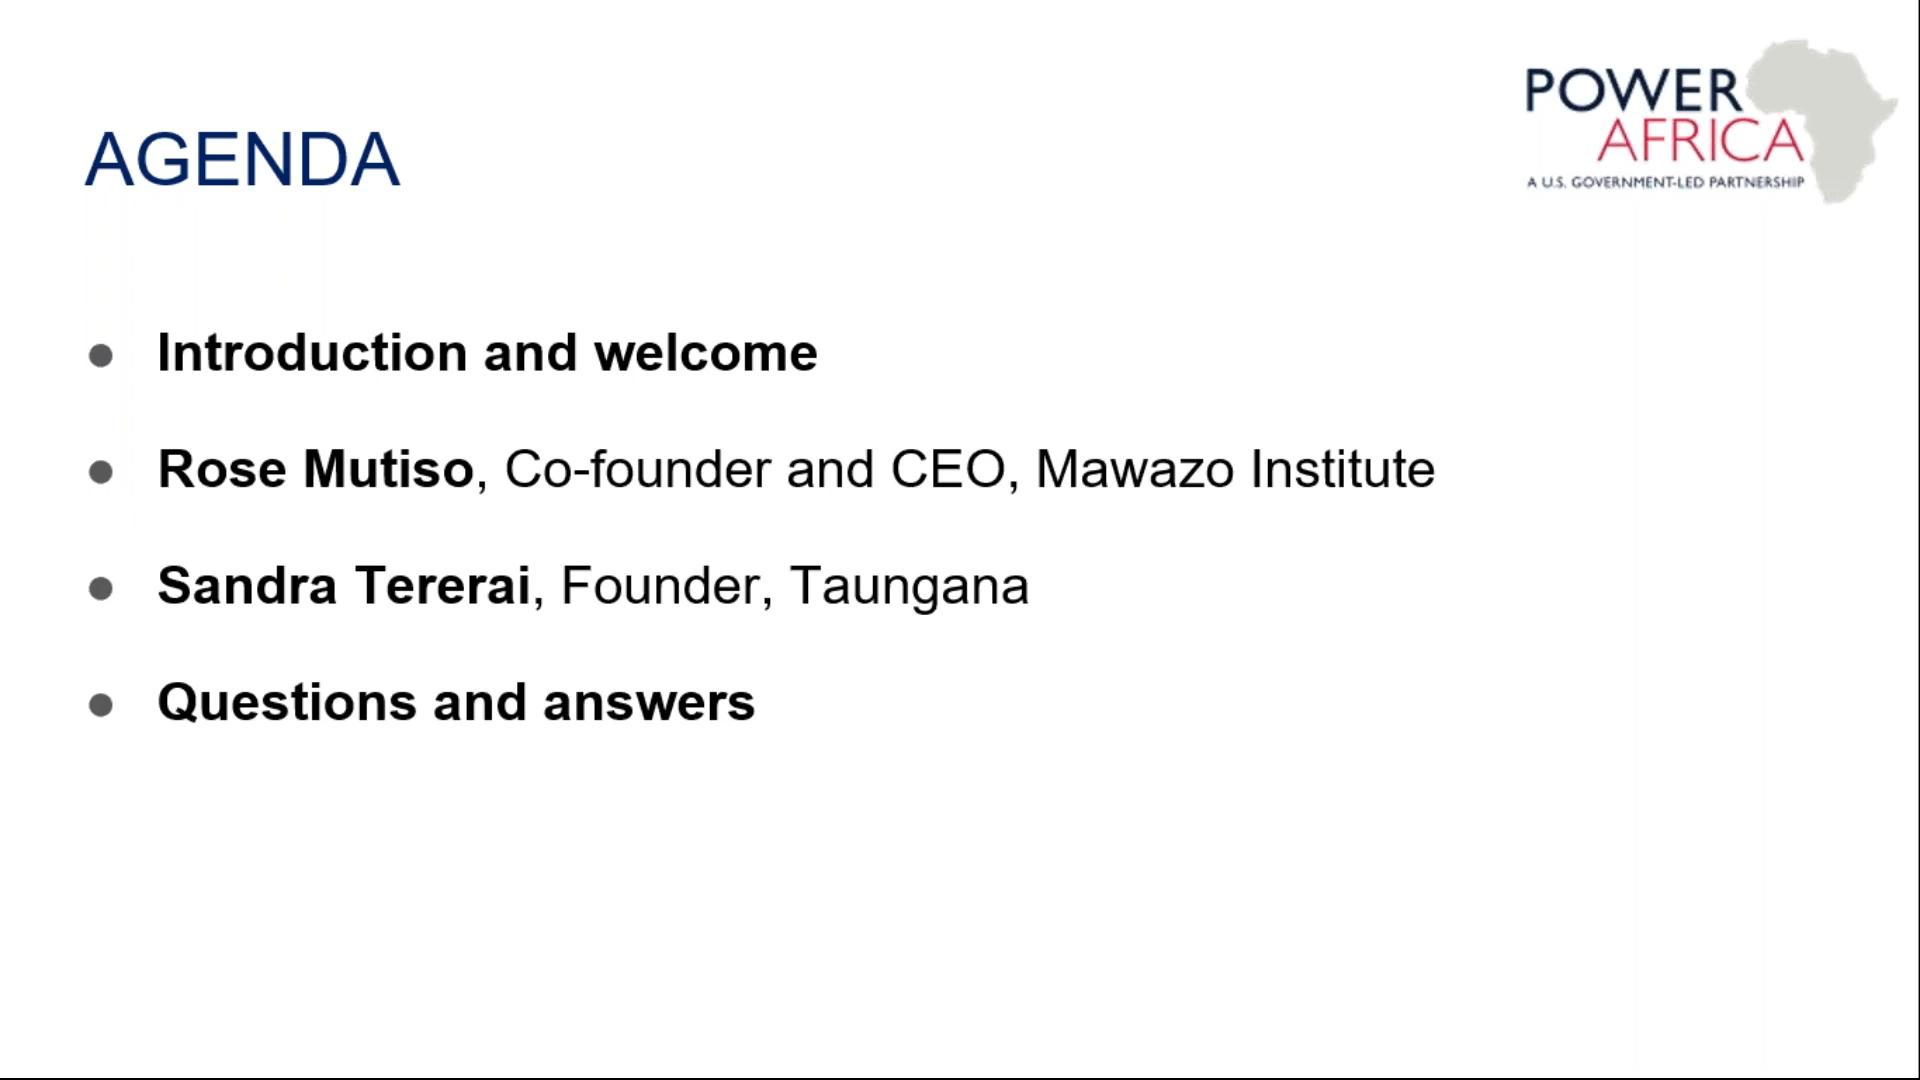 POWER
AFRICA
A U.S. GOVERNMENT-LED PARTNERSHIP
AGENDA
● Introduction and welcome
● Rose Mutiso, Co-founder and CEO, Mawazo Institute
● Sandra Tererai, Founder, Taungana
● Questions and answers